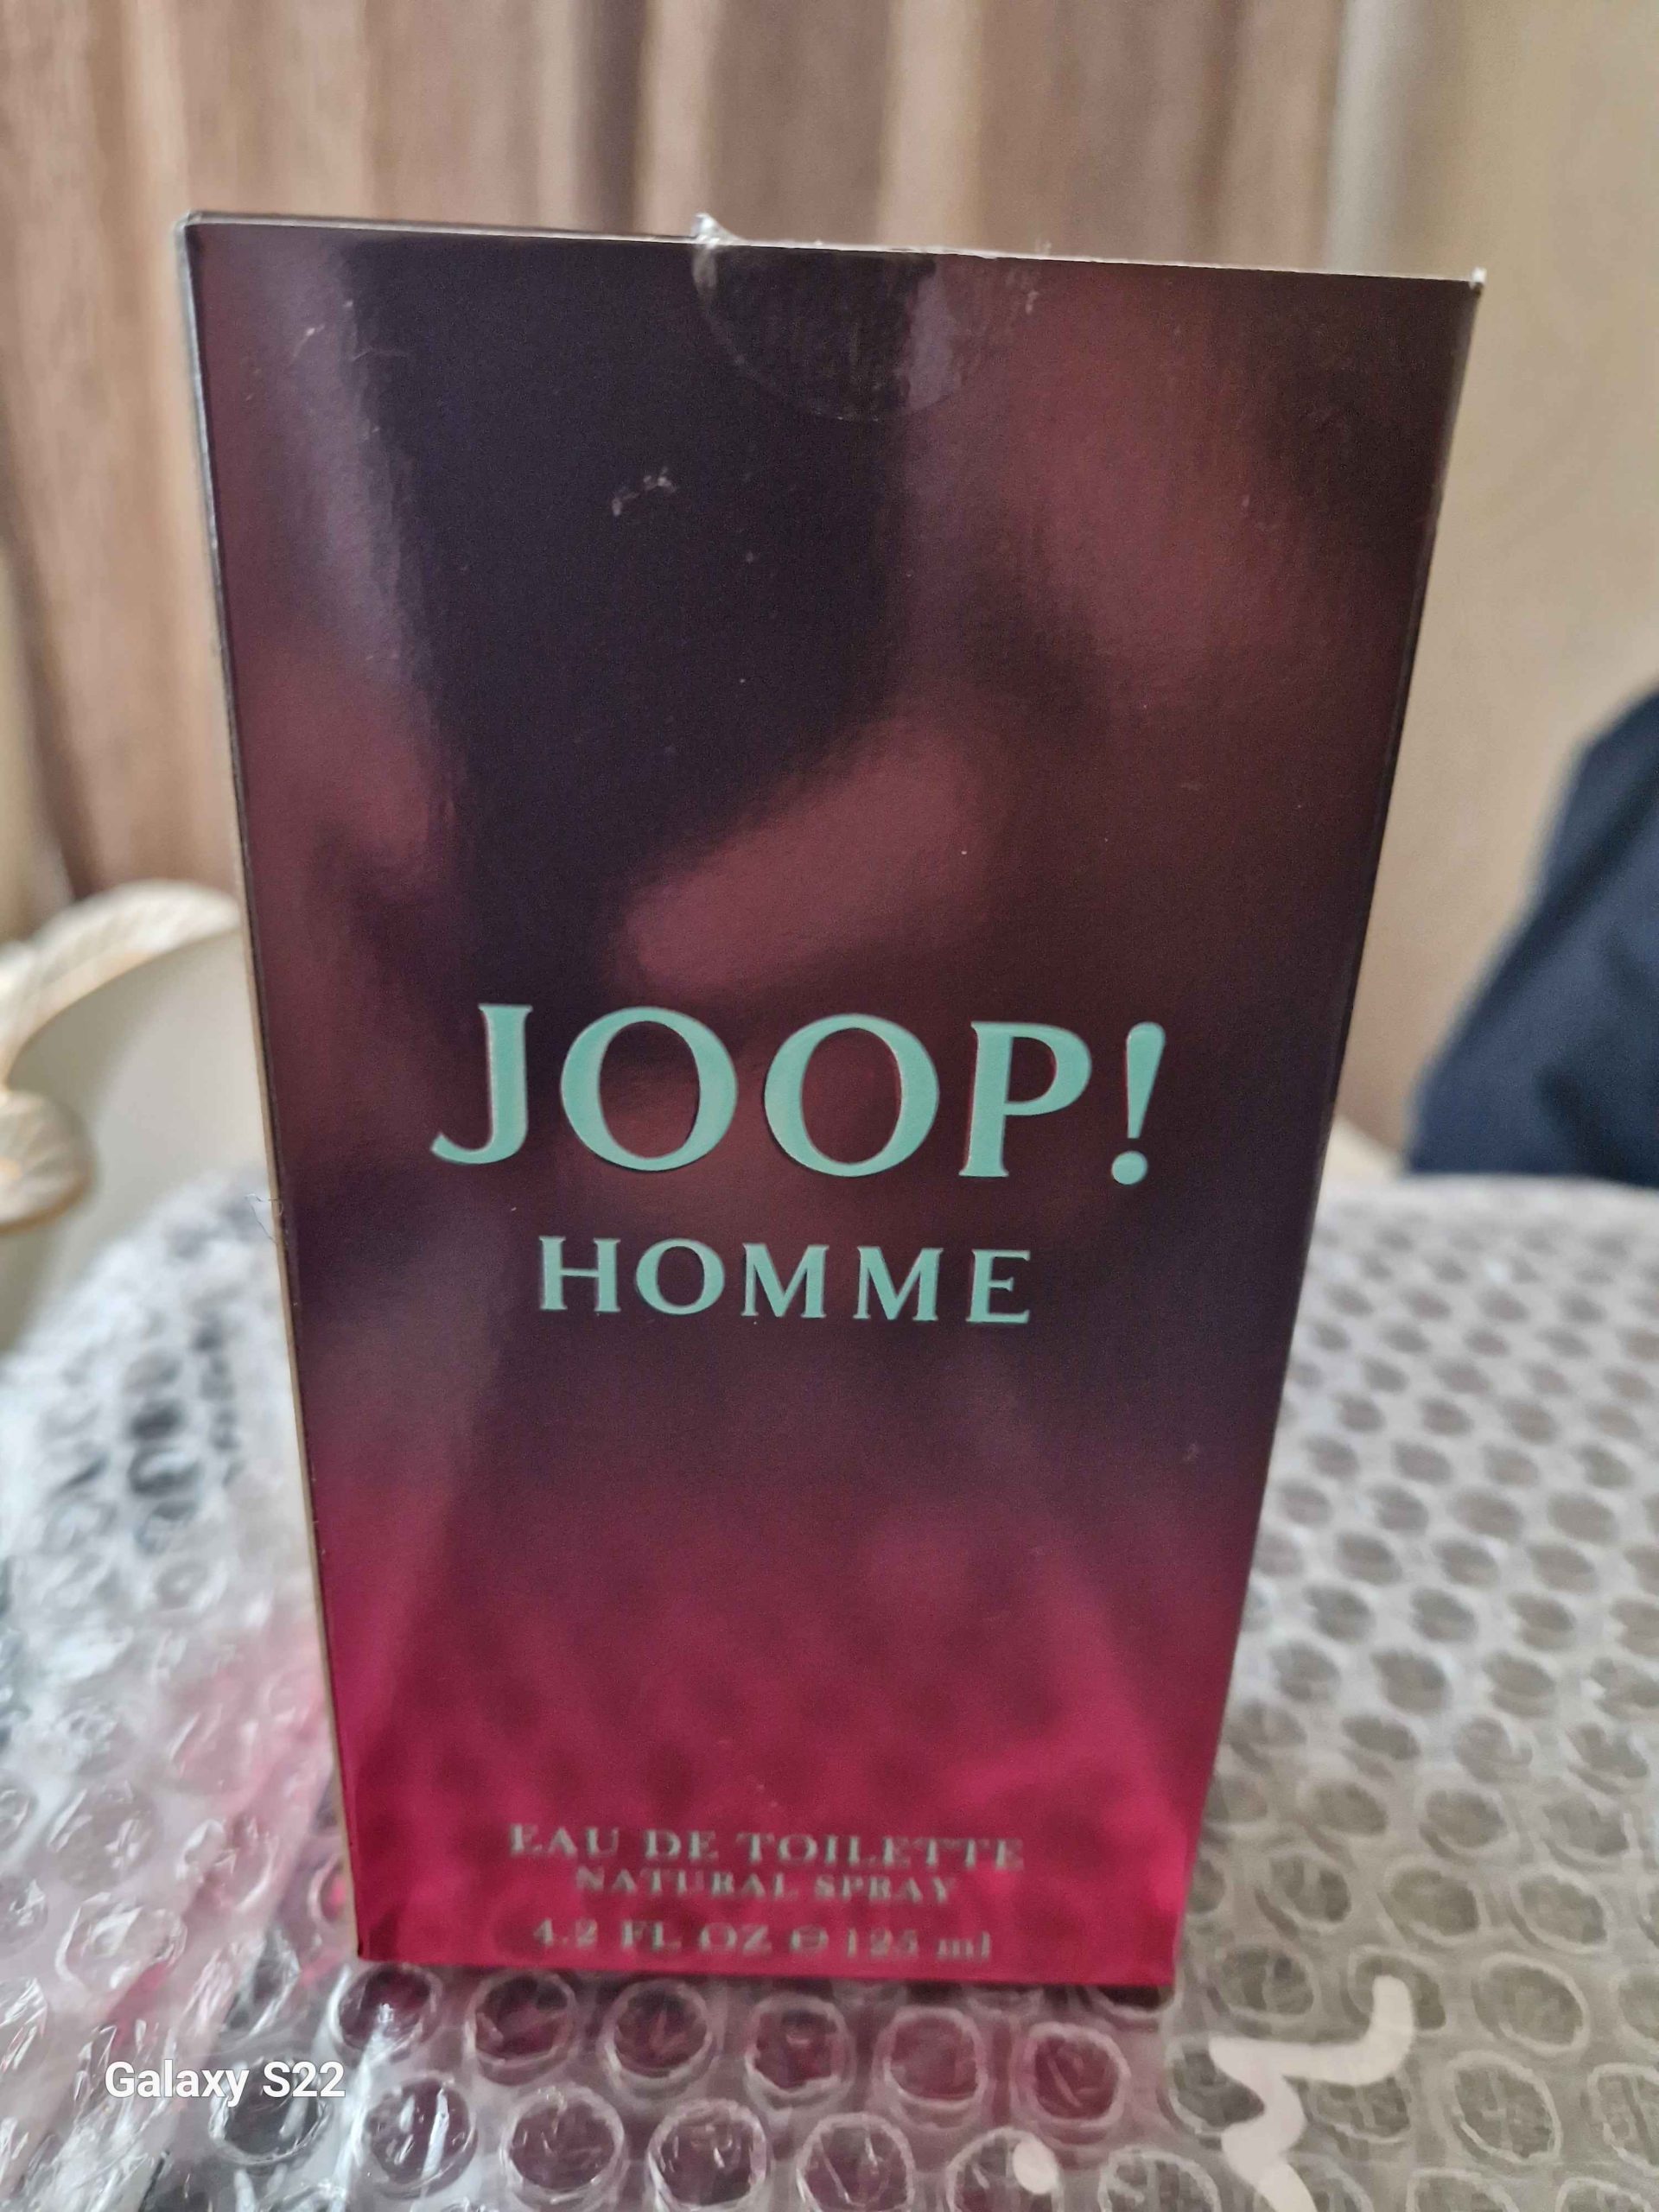 JOOP!
HOMME
EAU DE TOILETTE
NATURAL SPRAY
4.2 FL OZ ℮ 125 ml
Galaxy S22